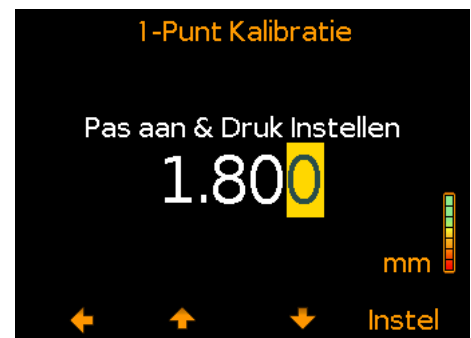 1-Punt Kalibratie
Pas aan & Druk Instellen
1.800
mm
Instel